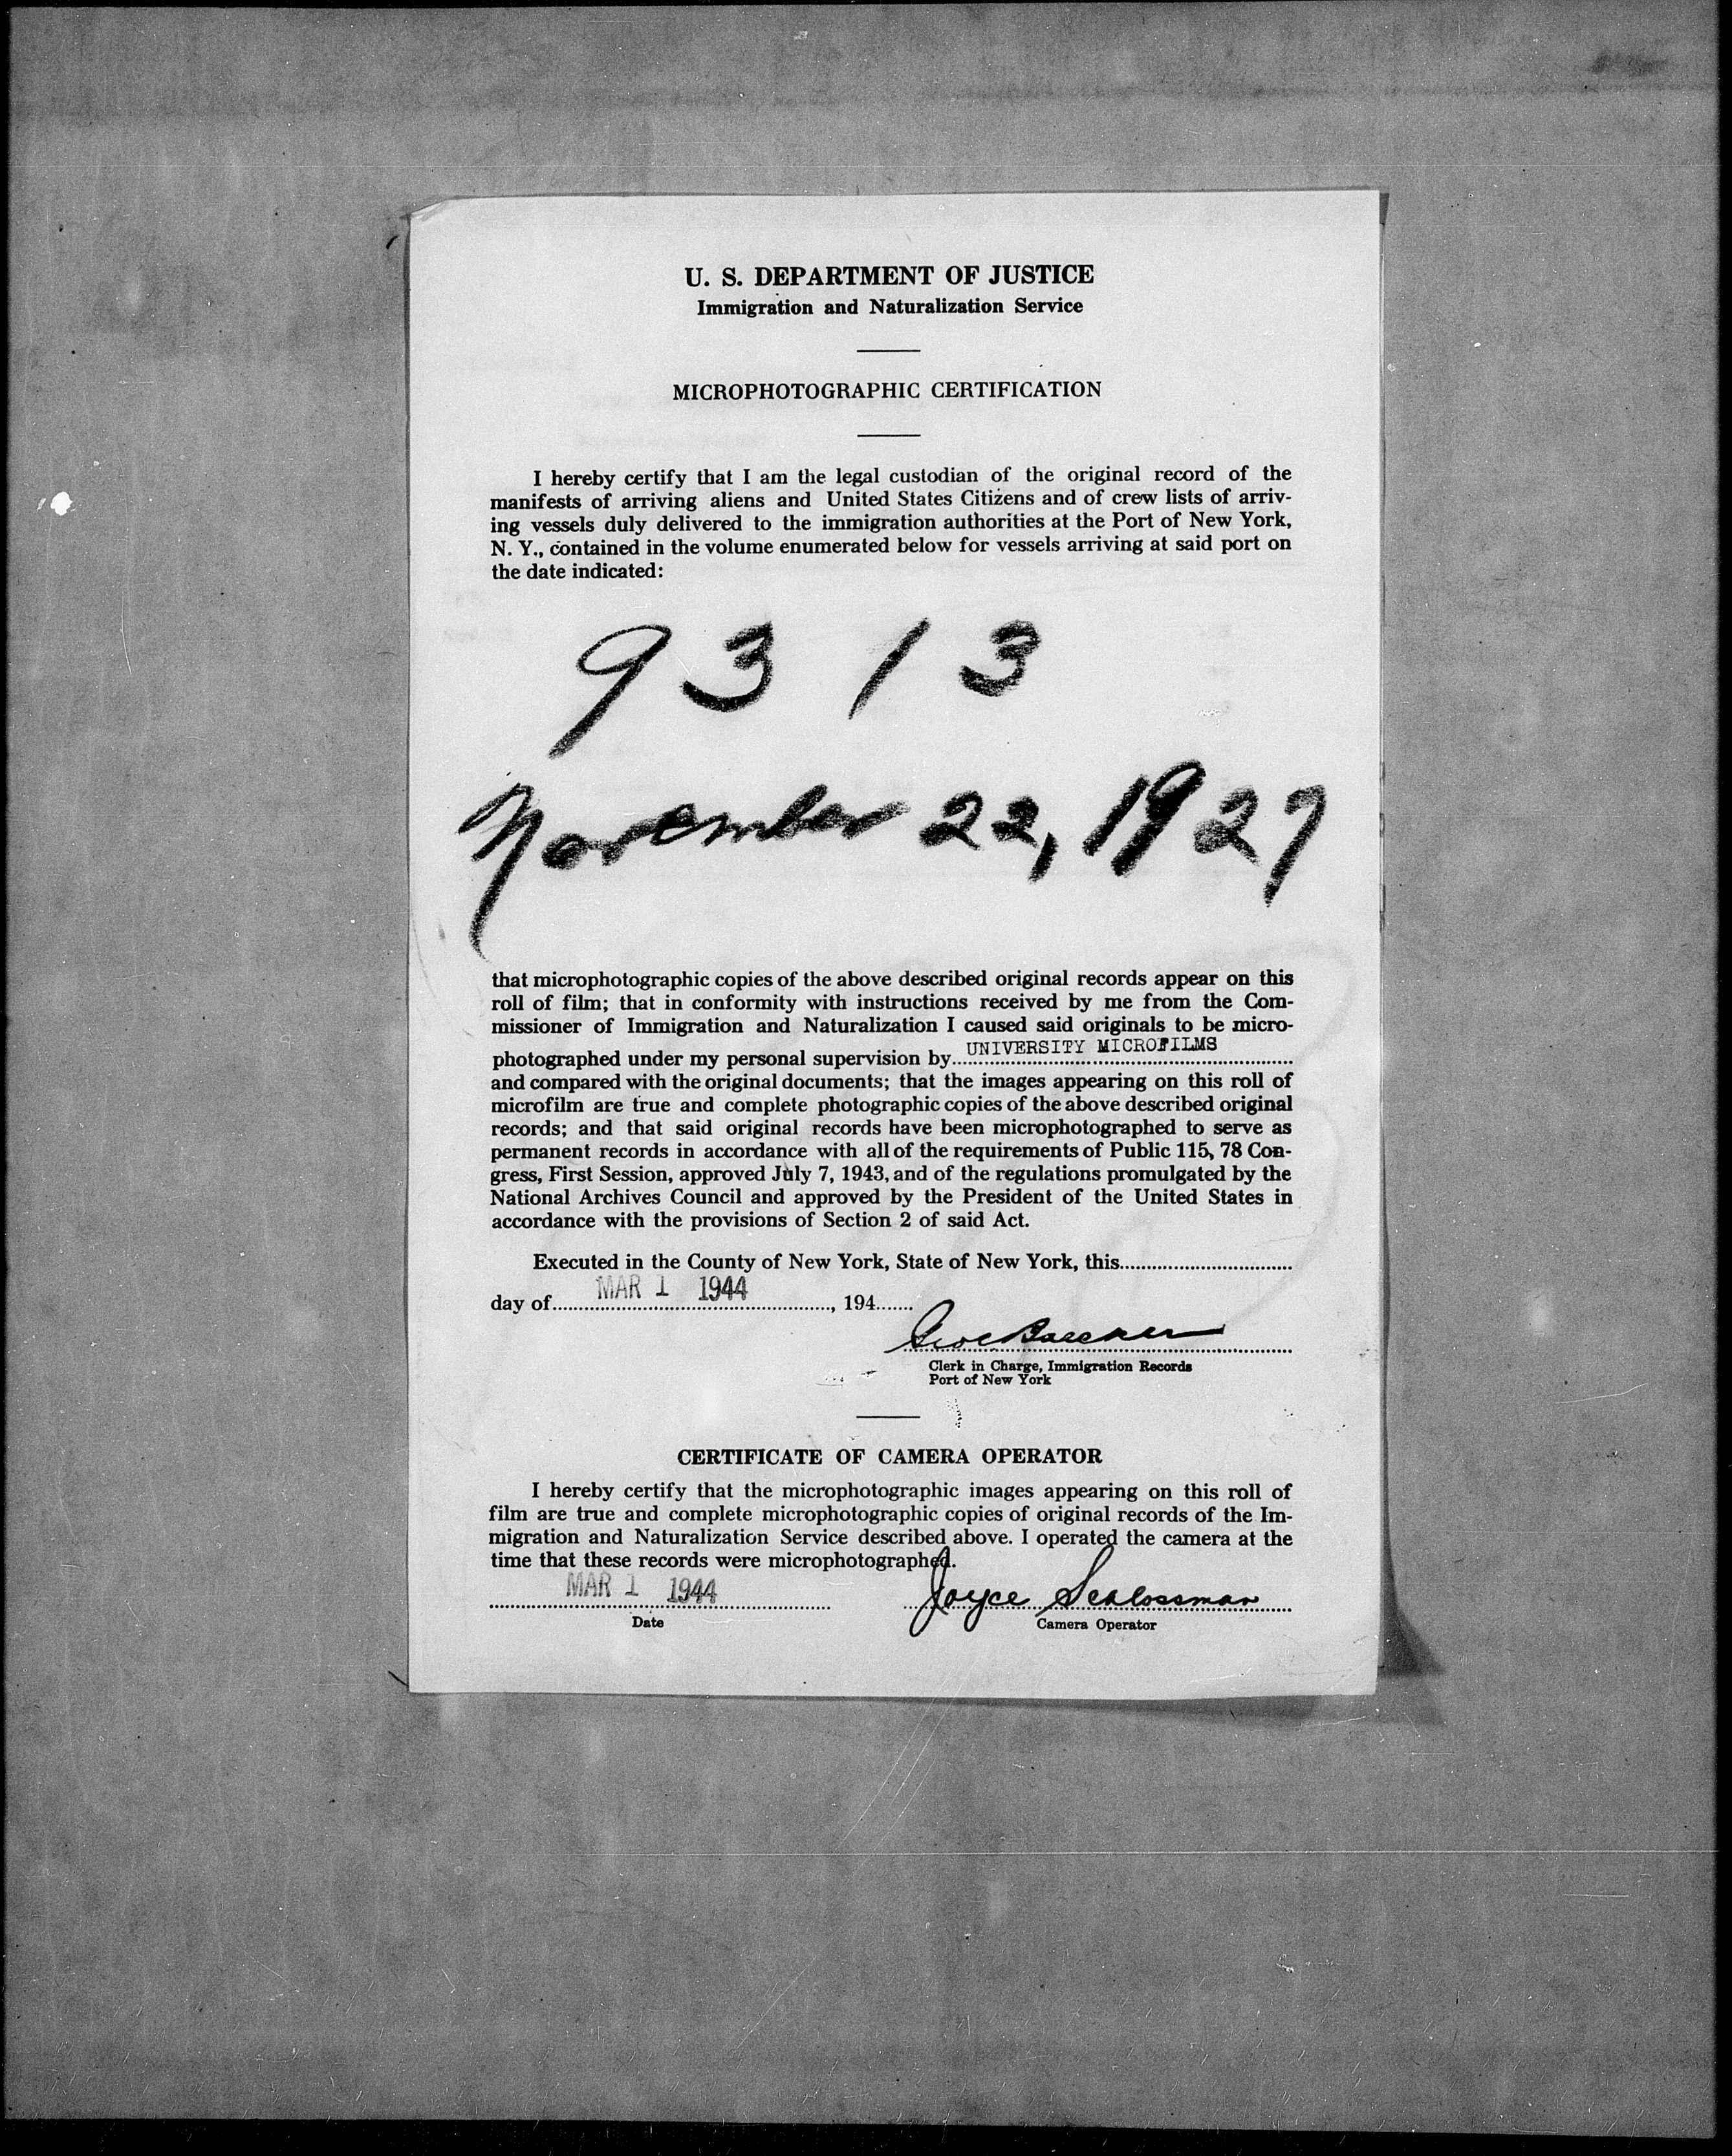 U. S. DEPARTMENT OF JUSTICE
Immigration and Naturalization Service
MICROPHOTOGRAPHIC CERTIFICATION
I hereby certify that I am the legal custodian of the original record of the
manifests of arriving aliens and United States Citizens and of crew lists of arriv-
ing vessels duly delivered to the immigration authorities at the Port of New York,
N. Y., contained in the volume enumerated below for vessels arriving at said port on
the date indicated:
9313
November 22, 1927
that microphotographic copies of the above described original records appear on this
roll of film; that in conformity with instructions received by me from the Com-
missioner of Immigration and Naturalization I caused said originals to be micro-
photographed under my personal supervision by UNIVERSITY MICROFILMS
and compared with the original documents; that the images appearing on this roll of
microfilm are true and complete photographic copies of the above described original
records; and that said original records have been microphotographed to serve as
permanent records in accordance with all of the requirements of Public 115, 78 Con-
gress, First Session, approved July 7, 1943, and of the regulations promulgated by the
National Archives Council and approved by the President of the United States in
accordance with the provisions of Section 2 of said Act.
Executed in the County of New York, State of New York, this
day of MAR 1 1944, 194
Clerk in Charge, Immigration Records
Port of New York
CERTIFICATE OF CAMERA OPERATOR
I hereby certify that the microphotographic images appearing on this roll of
film are true and complete microphotographic copies of original records of the Im-
migration and Naturalization Service described above. I operated the camera at the
time that these records were microphotographed.
MAR 1 1944 Joyce Schlossman
Date Camera Operator